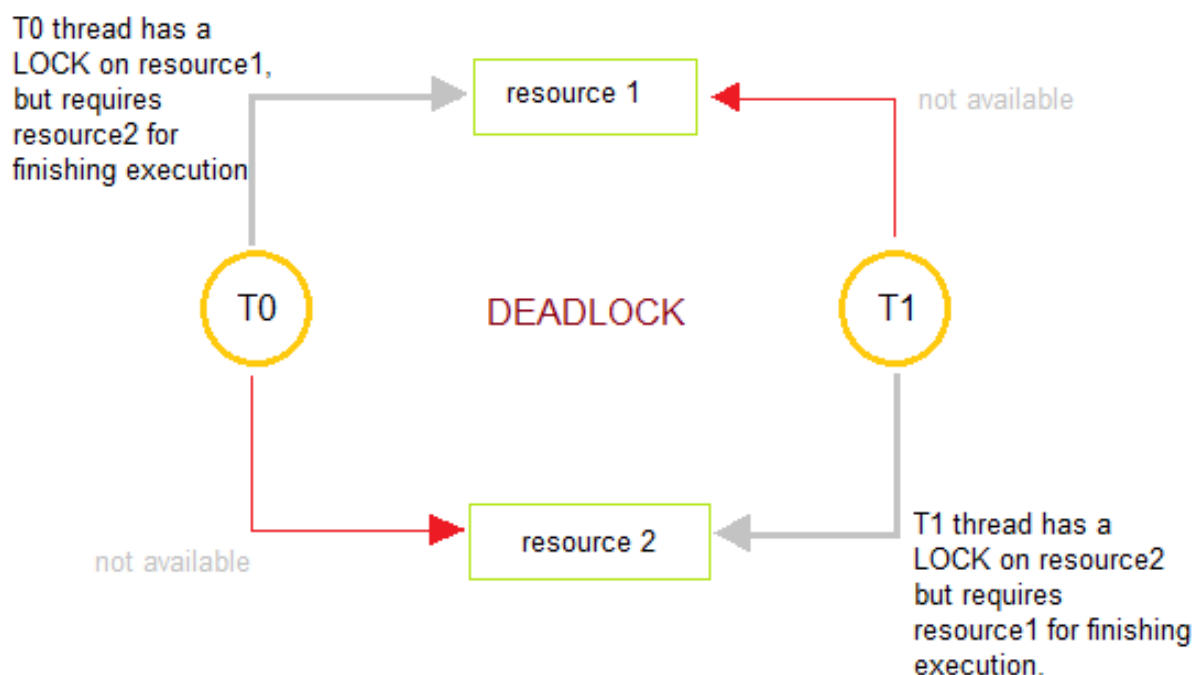 T0 thread has a
LOCK on resource1,
but requires
resource2 for
finishing execution
resource 1
not available
T0
DEADLOCK
T1
not available
resource 2
T1 thread has a
LOCK on resource2
but requires
resource1 for finishing
execution.